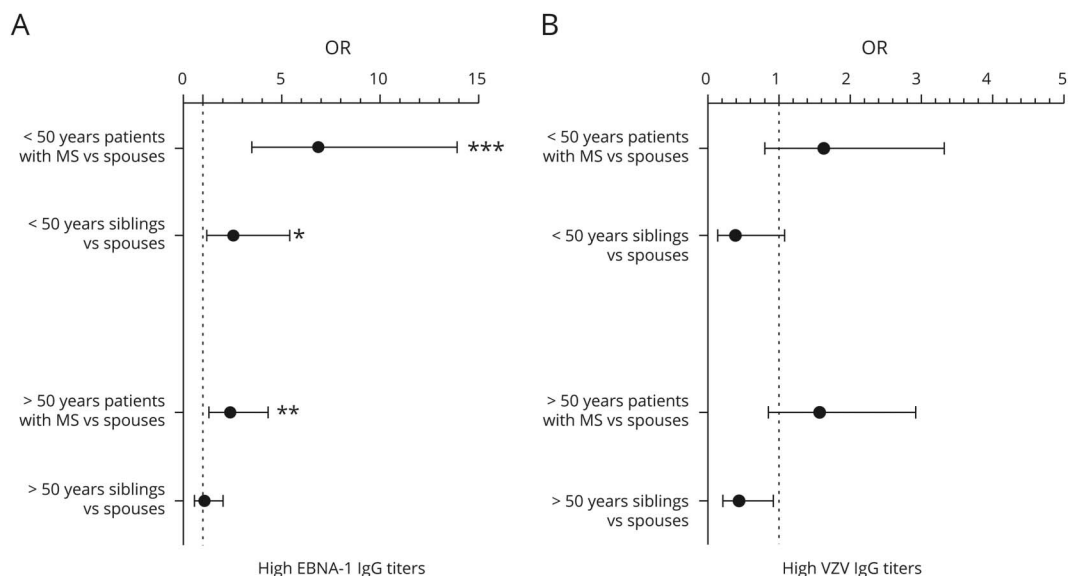 A
OR
0 5 10 15
< 50 years patients
with MS vs spouses
***
< 50 years siblings
vs spouses
*
> 50 years patients
with MS vs spouses
**
> 50 years siblings
vs spouses
High EBNA-1 IgG titers
B
OR
0 1 2 3 4 5
< 50 years patients
with MS vs spouses
< 50 years siblings
vs spouses
> 50 years patients
with MS vs spouses
> 50 years siblings
vs spouses
High VZV IgG titers